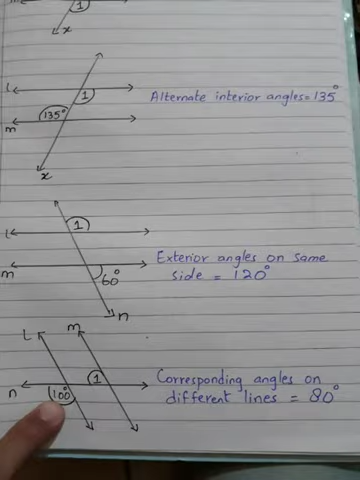 1
x
l
1
Alternate interior angles = 135°
135°
m
x
l
1
m
60°
Exterior angles on same
side = 120°
n
L
m
n
1
100
Corresponding angles on
different lines = 80°